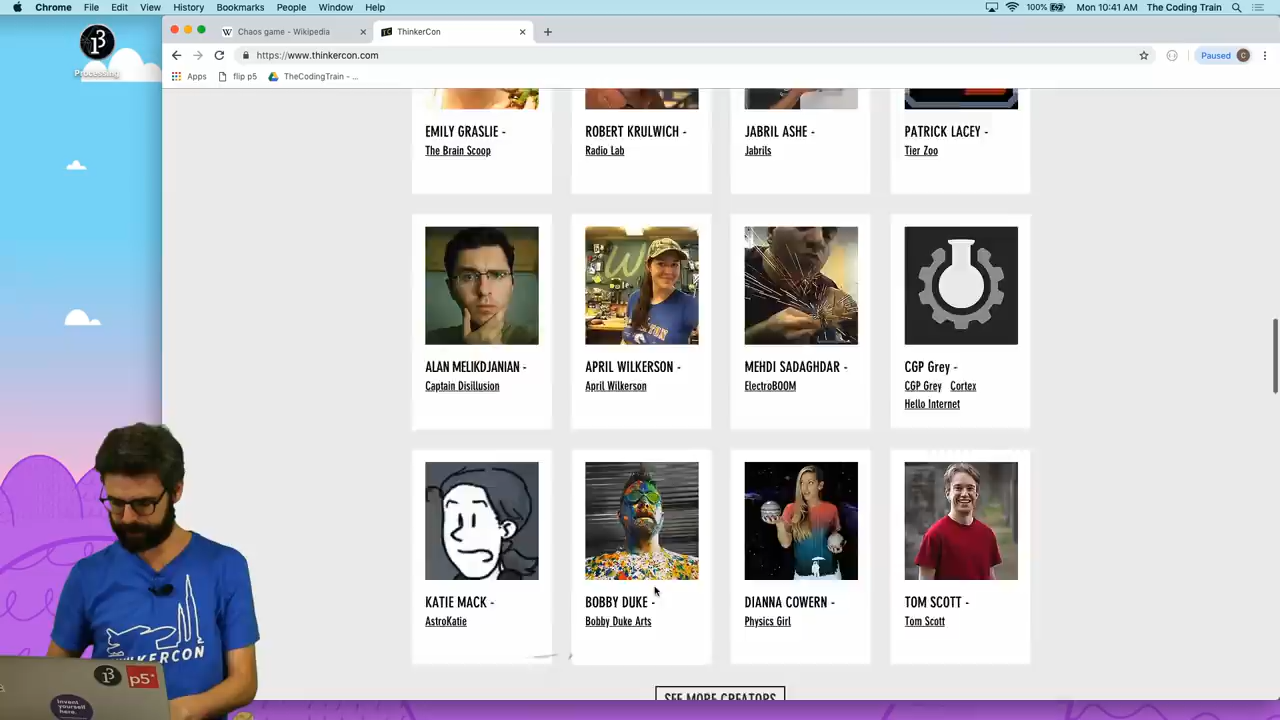 Chrome File Edit View History Bookmarks People Window Help 100% Mon 10:41 AM The Coding Train
Processing
Chaos game - Wikipedia ThinkerCon
https://www.thinkercon.com Paused C
Apps flip p5 TheCodingTrain - ...
EMILY GRASLIE - ROBERT KRULWICH - JABRIL ASHE - PATRICK LACEY -
The Brain Scoop Radio Lab Jabrils Tier Zoo
ALAN MELIKDJANIAN - APRIL WILKERSON - MEHDI SADAGHDAR - CGP Grey -
Captain Disillusion April Wilkerson ElectroBOOM CGP Grey Cortex
Hello Internet
KATIE MACK - BOBBY DUKE - DIANNA COWERN - TOM SCOTT -
AstroKatie Bobby Duke Arts Physics Girl Tom Scott
SEE MORE CREATORS
p5*
Invent
yourself
here.